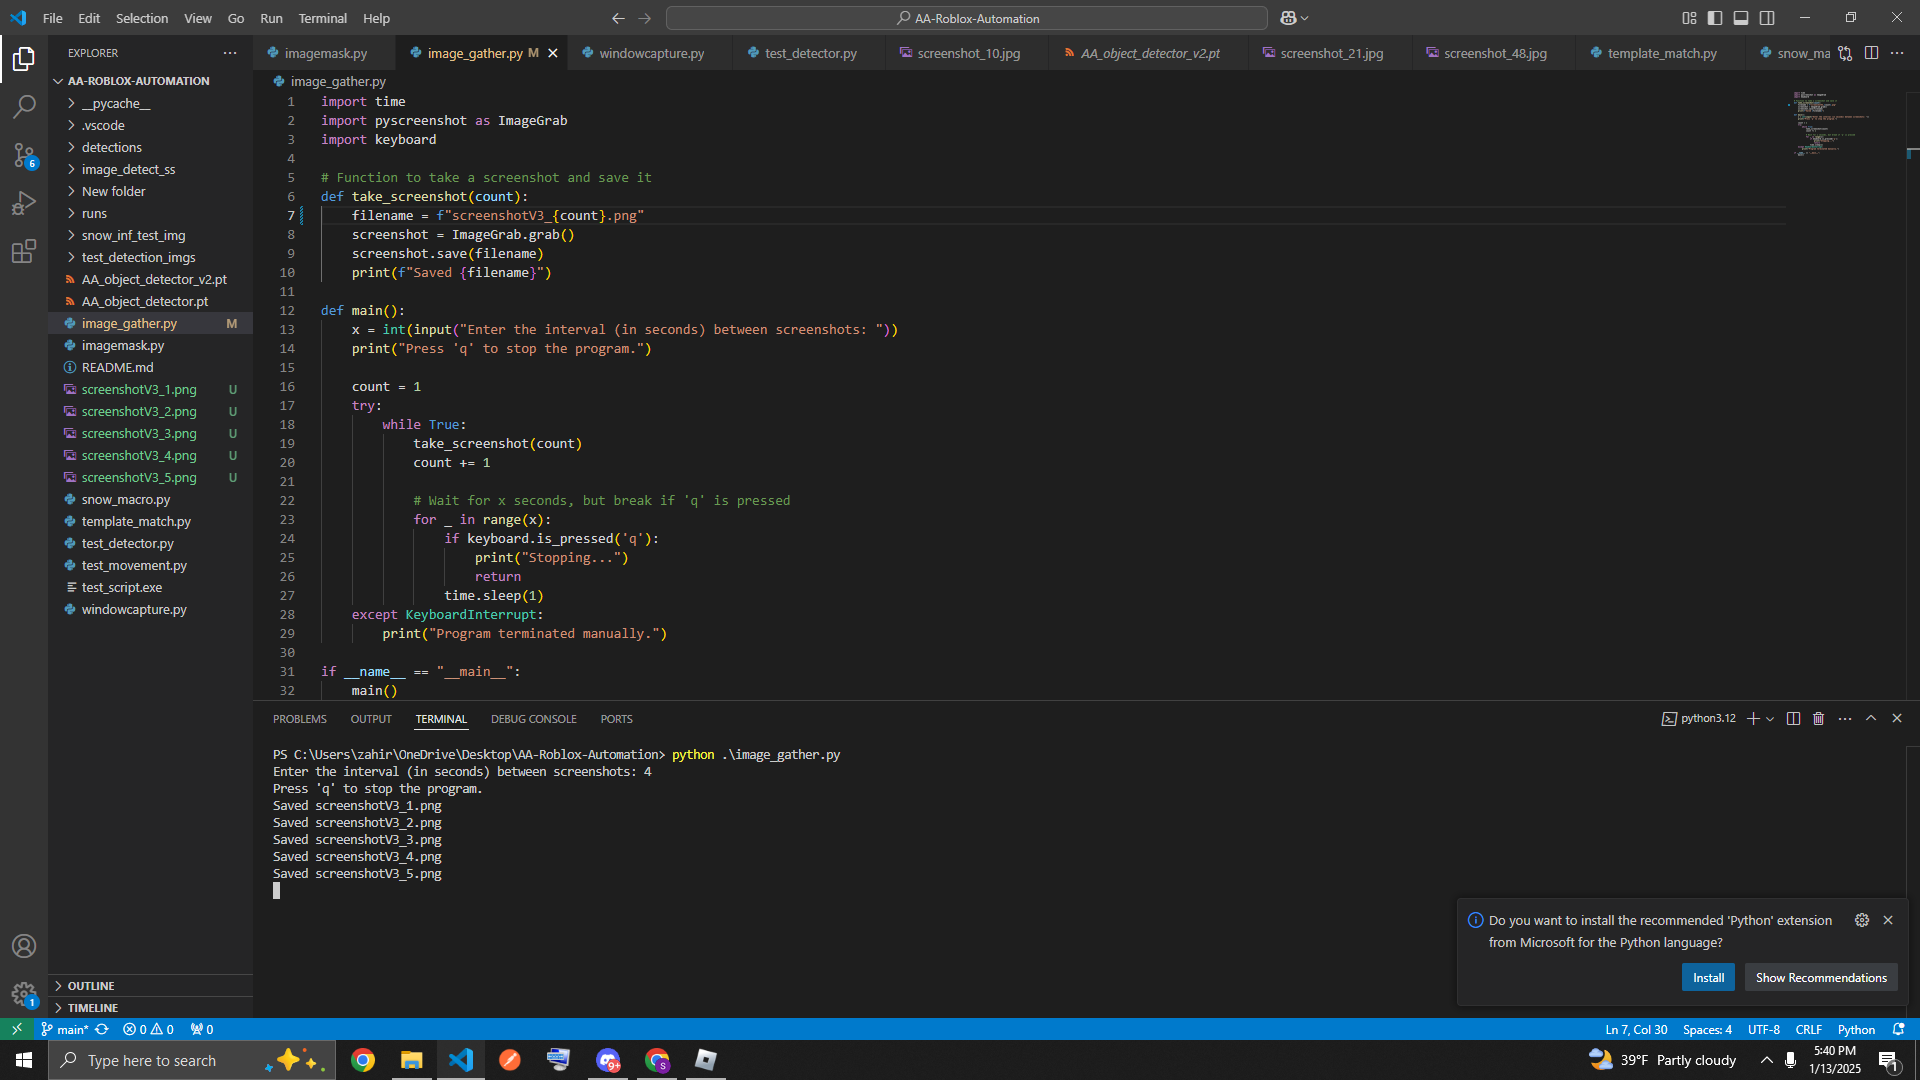 File Edit Selection View Go Run Terminal Help
AA-Roblox-Automation
EXPLORER
AA-ROBLOX-AUTOMATION
__pycache__
.vscode
detections
image_detect_ss
New folder
runs
snow_inf_test_img
test_detection_imgs
AA_object_detector_v2.pt
AA_object_detector.pt
image_gather.py M
imagemask.py
README.md
screenshotV3_1.png U
screenshotV3_2.png U
screenshotV3_3.png U
screenshotV3_4.png U
screenshotV3_5.png U
snow_macro.py
template_match.py
test_detector.py
test_movement.py
test_script.exe
windowcapture.py
OUTLINE
TIMELINE
6
1
imagemask.py image_gather.py M windowcapture.py test_detector.py screenshot_10.jpg AA_object_detector_v2.pt screenshot_21.jpg screenshot_48.jpg template_match.py snow_ma
image_gather.py
1 import time
2 import pyscreenshot as ImageGrab
3 import keyboard
4
5 # Function to take a screenshot and save it
6 def take_screenshot(count):
7 filename = f"screenshotV3_{count}.png"
8 screenshot = ImageGrab.grab()
9 screenshot.save(filename)
10 print(f"Saved {filename}")
11
12 def main():
13 x = int(input("Enter the interval (in seconds) between screenshots: "))
14 print("Press 'q' to stop the program.")
15
16 count = 1
17 try:
18 while True:
19 take_screenshot(count)
20 count += 1
21
22 # Wait for x seconds, but break if 'q' is pressed
23 for _ in range(x):
24 if keyboard.is_pressed('q'):
25 print("Stopping...")
26 return
27 time.sleep(1)
28 except KeyboardInterrupt:
29 print("Program terminated manually.")
30
31 if __name__ == "__main__":
32 main()
PROBLEMS OUTPUT TERMINAL DEBUG CONSOLE PORTS
python3.12
PS C:\Users\zahir\OneDrive\Desktop\AA-Roblox-Automation> python .\image_gather.py
Enter the interval (in seconds) between screenshots: 4
Press 'q' to stop the program.
Saved screenshotV3_1.png
Saved screenshotV3_2.png
Saved screenshotV3_3.png
Saved screenshotV3_4.png
Saved screenshotV3_5.png
Do you want to install the recommended 'Python' extension
from Microsoft for the Python language?
Install Show Recommendations
main* 0 0 0
Ln 7, Col 30 Spaces: 4 UTF-8 CRLF Python
Type here to search
9+
S
39°F Partly cloudy
5:40 PM
1/13/2025
1